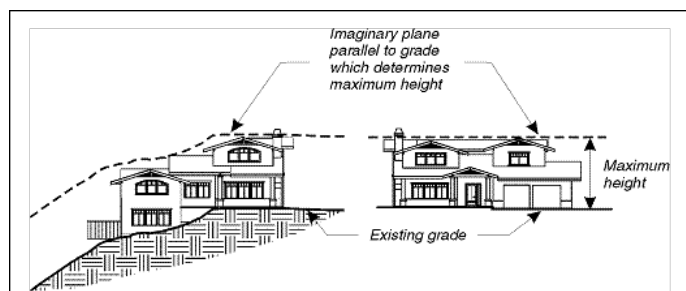 Imaginary plane
parallel to grade
which determines
maximum height
Maximum
height
Existing grade